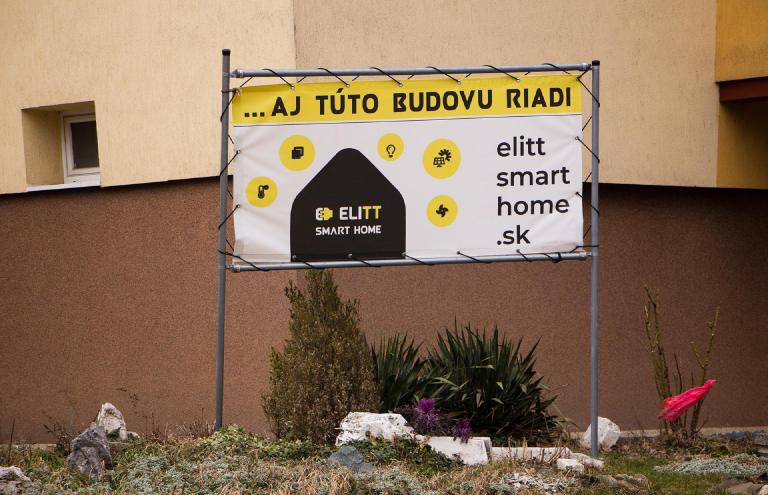 ...AJ TÚTO BUDOVU RIADI
ELITT
SMART HOME
elitt
smart
home
.sk